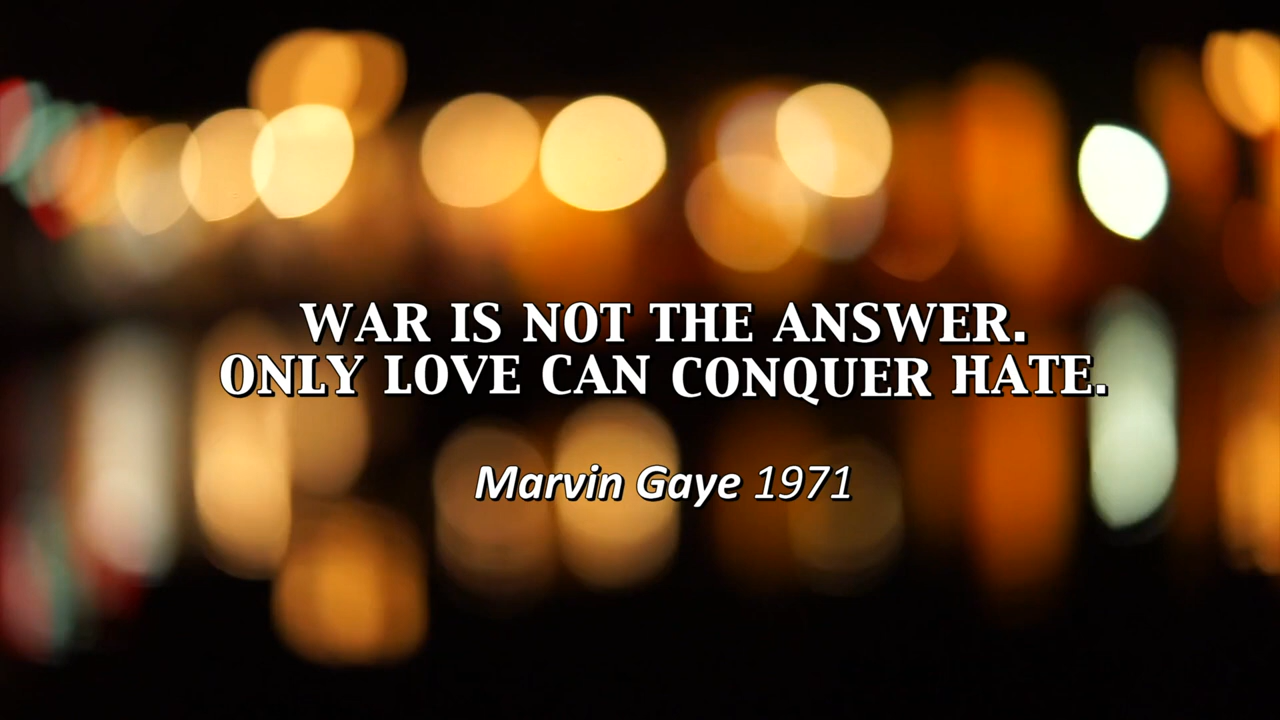 WAR IS NOT THE ANSWER.
ONLY LOVE CAN CONQUER HATE.
Marvin Gaye 1971